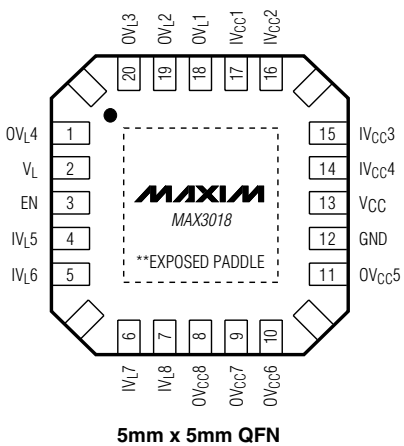 OVL3
OVL2
OVL1
IVCC1
IVCC2
20
19
18
17
16
OVL4 1
VL 2
EN 3
IVL5 4
IVL6 5
15 IVCC3
14 IVCC4
13 VCC
12 GND
11 OVCC5
MAXIM
MAX3018
**EXPOSED PADDLE
6
7
8
9
10
IVL7
IVL8
OVCC8
OVCC7
OVCC6
5mm x 5mm QFN